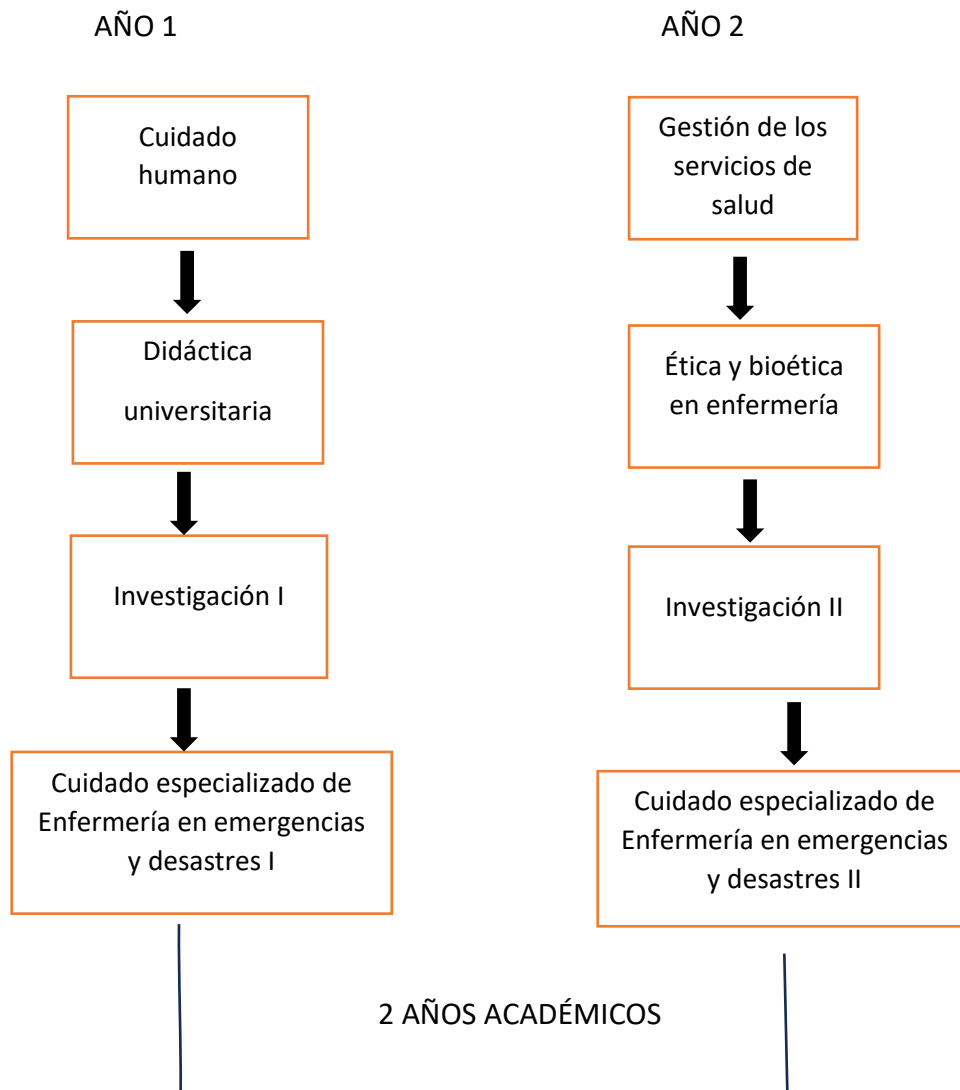 AÑO 1
Cuidado
humano
Didáctica
universitaria
Investigación I
Cuidado especializado de
Enfermería en emergencias
y desastres I
AÑO 2
Gestión de los
servicios de
salud
Ética y bioética
en enfermería
Investigación II
Cuidado especializado de
Enfermería en emergencias
y desastres II
2 AÑOS ACADÉMICOS